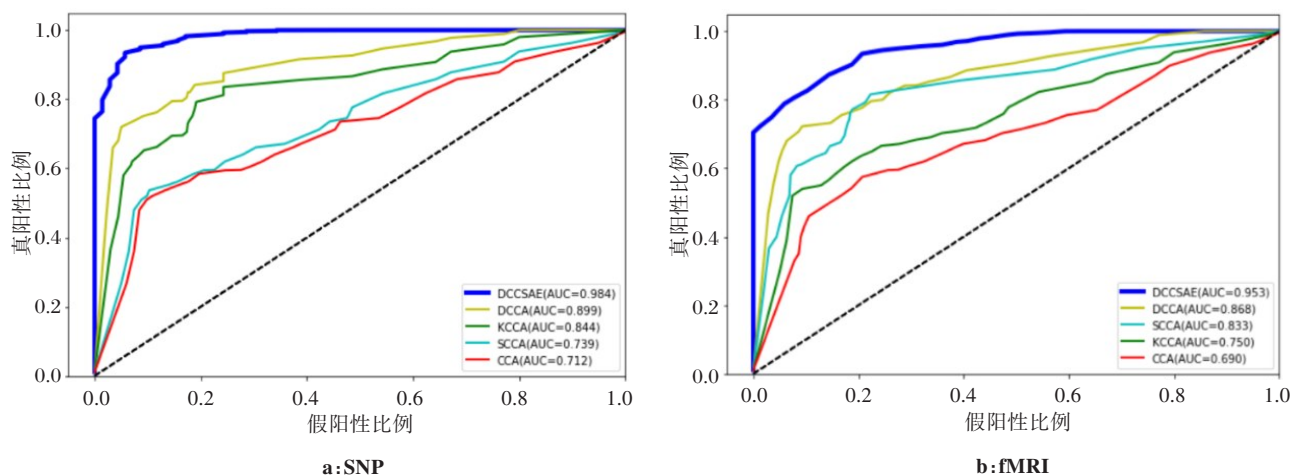 1.0
0.8
0.6
0.4
0.2
0.0
真阳性比例
0.0 0.2 0.4 0.6 0.8 1.0
假阳性比例
DCCSAE(AUC=0.984)
DCCA(AUC=0.899)
KCCA(AUC=0.844)
SCCA(AUC=0.739)
CCA(AUC=0.712)
a:SNP
1.0
0.8
0.6
0.4
0.2
0.0
真阳性比例
0.0 0.2 0.4 0.6 0.8 1.0
假阳性比例
DCCSAE(AUC=0.953)
DCCA(AUC=0.868)
SCCA(AUC=0.833)
KCCA(AUC=0.750)
CCA(AUC=0.690)
b:fMRI